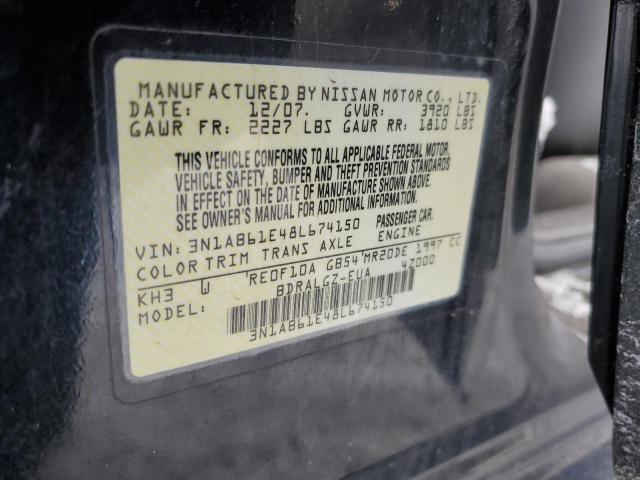 MANUFACTURED BY NISSAN MOTOR CO., LTD.
DATE: 12/07. GVWR: 3920 LBS
GAWR FR: 2227 LBS GAWR RR: 1810 LBS
THIS VEHICLE CONFORMS TO ALL APPLICABLE FEDERAL MOTOR
VEHICLE SAFETY, BUMPER AND THEFT PREVENTION STANDARDS
IN EFFECT ON THE DATE OF MANUFACTURE SHOWN ABOVE.
SEE OWNER'S MANUAL FOR ADDITIONAL INFORMATION.
VIN: 3N1AB61E48L674150 PASSENGER CAR.
COLOR TRIM TRANS AXLE ENGINE
KH3 W RE0F10A GB54 MR20DE 1997 CC
MODEL: BDRALGZ-EUA 4Z000
3N1AB61E48L674150